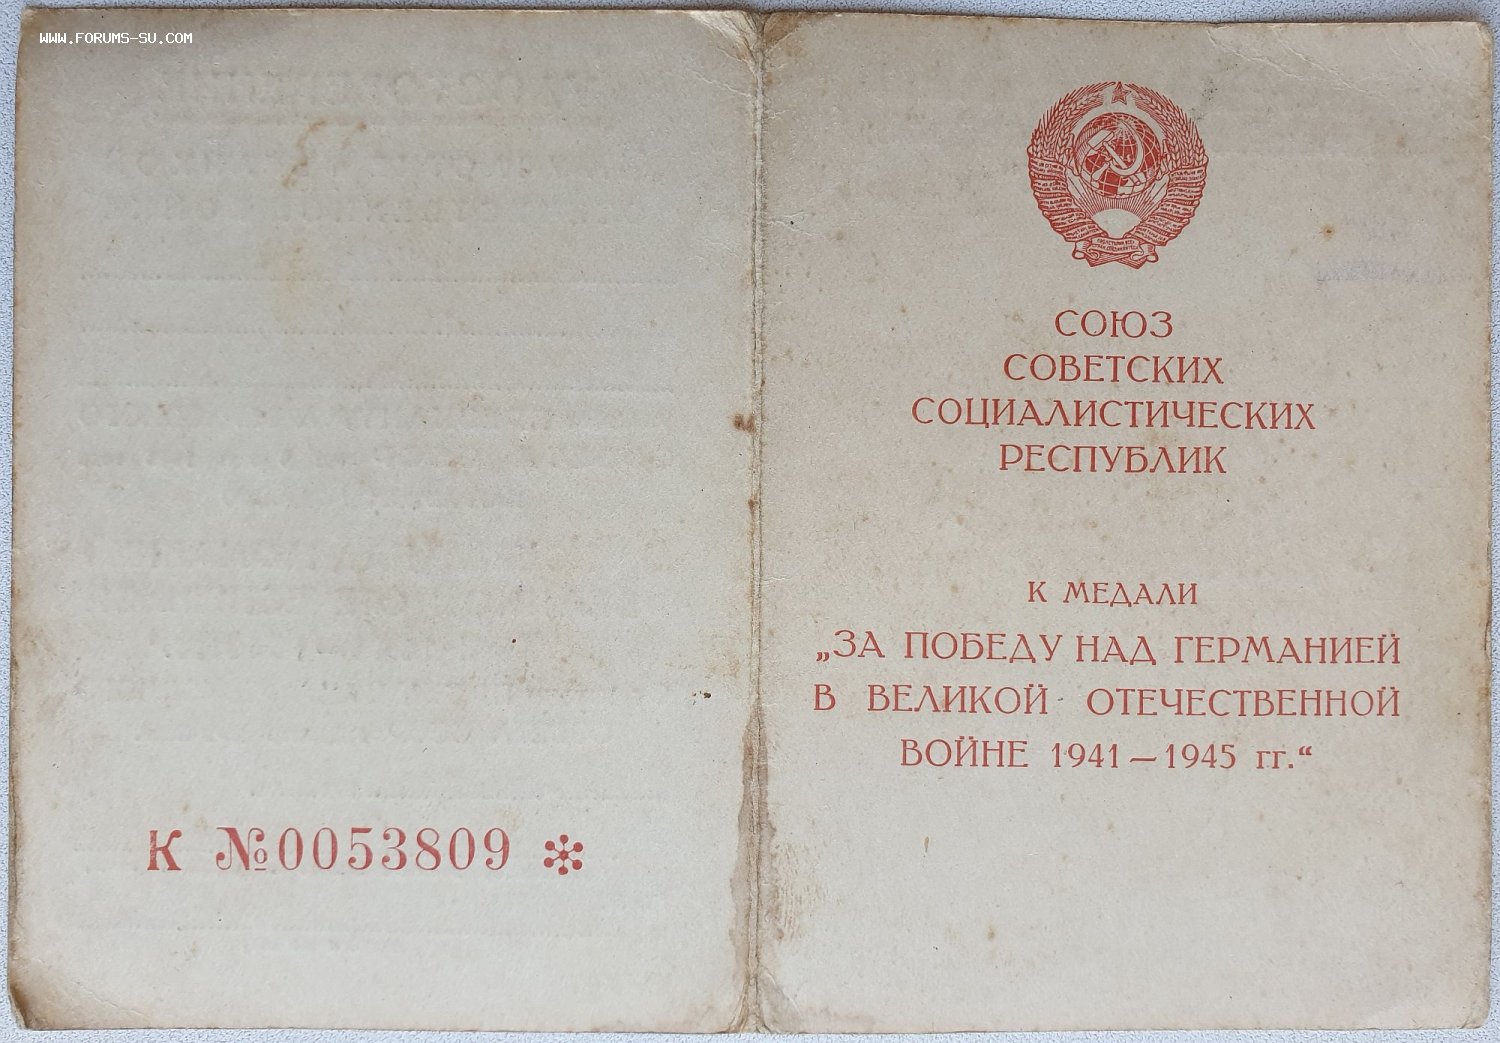 WWW.FORUMS-SU.COM
К №0053809
СОЮЗ
СОВЕТСКИХ
СОЦИАЛИСТИЧЕСКИХ
РЕСПУБЛИК
К МЕДАЛИ
„ЗА ПОБЕДУ НАД ГЕРМАНИЕЙ
В ВЕЛИКОЙ ОТЕЧЕСТВЕННОЙ
ВОЙНЕ 1941—1945 гг.“